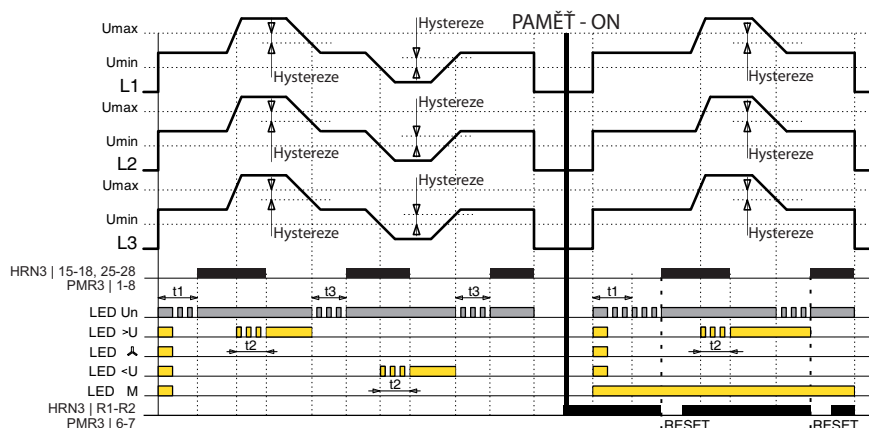 PAMĚŤ - ON
Umax
Hystereze
Umin
Hystereze
Hystereze
L1
Umax
Hystereze
Umin
Hystereze
Hystereze
L2
Umax
Hystereze
Umin
Hystereze
Hystereze
L3
HRN3 | 15-18, 25-28
PMR3 | 1-8
t1 t3 t3 t1
LED Un
LED >U
t2 t2
LED
LED <U
t2
LED M
HRN3 | R1-R2
PMR3 | 6-7
RESET RESET